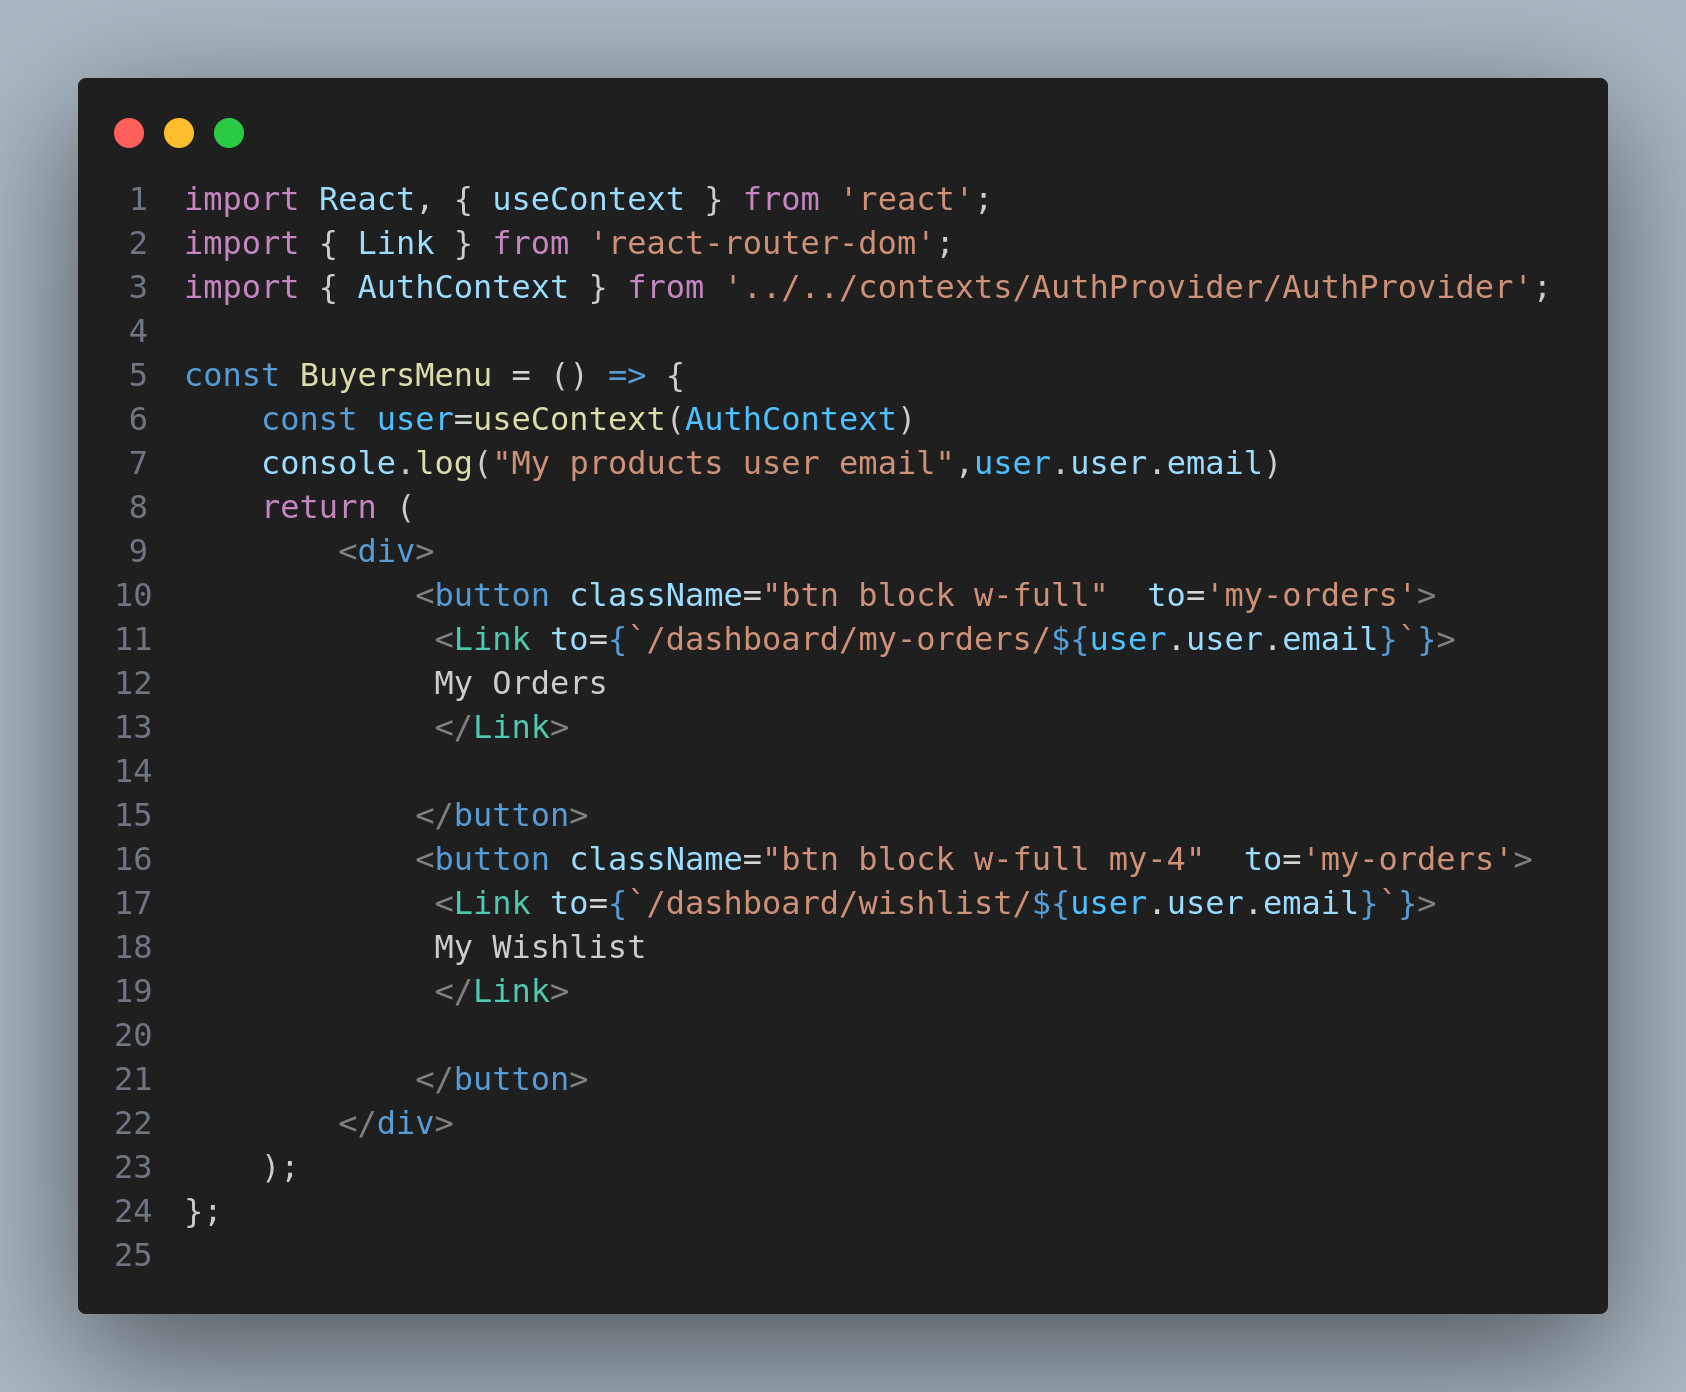 1 import React, { useContext } from 'react';
2 import { Link } from 'react-router-dom';
3 import { AuthContext } from '../../contexts/AuthProvider/AuthProvider';
4
5 const BuyersMenu = () => {
6     const user=useContext(AuthContext)
7     console.log("My products user email",user.user.email)
8     return (
9         <div>
10             <button className="btn block w-full"  to='my-orders'>
11              <Link to={`/dashboard/my-orders/${user.user.email}`}>
12              My Orders
13              </Link>
14
15             </button>
16             <button className="btn block w-full my-4"  to='my-orders'>
17              <Link to={`/dashboard/wishlist/${user.user.email}`}>
18              My Wishlist
19              </Link>
20
21             </button>
22         </div>
23     );
24 };
25